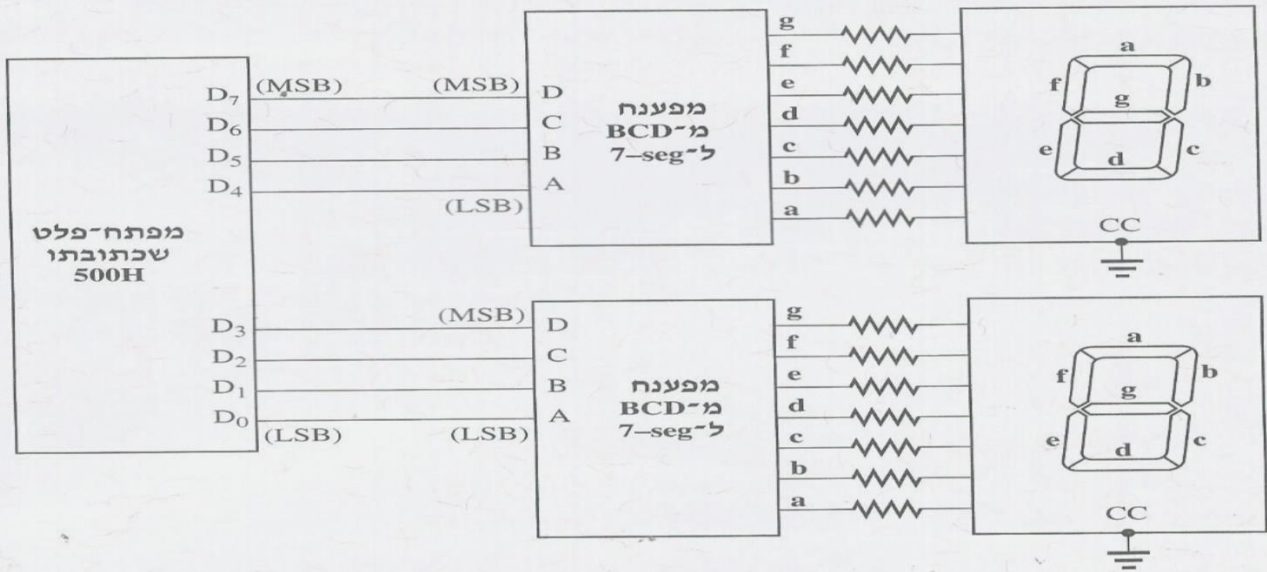 D7 (MSB) (MSB) D
D6 C
D5 B
D4 A
(LSB)
מפתח-פלט
שכתובתו
500H
D3 (MSB) D
D2 C
D1 B
D0 A
(LSB) (LSB)
מפענח
מ-BCD
ל-7-seg
g
f
e
d
c
b
a
a
f b
g
e c
d
CC
מפענח
מ-BCD
ל-7-seg
g
f
e
d
c
b
a
a
f b
g
e c
d
CC